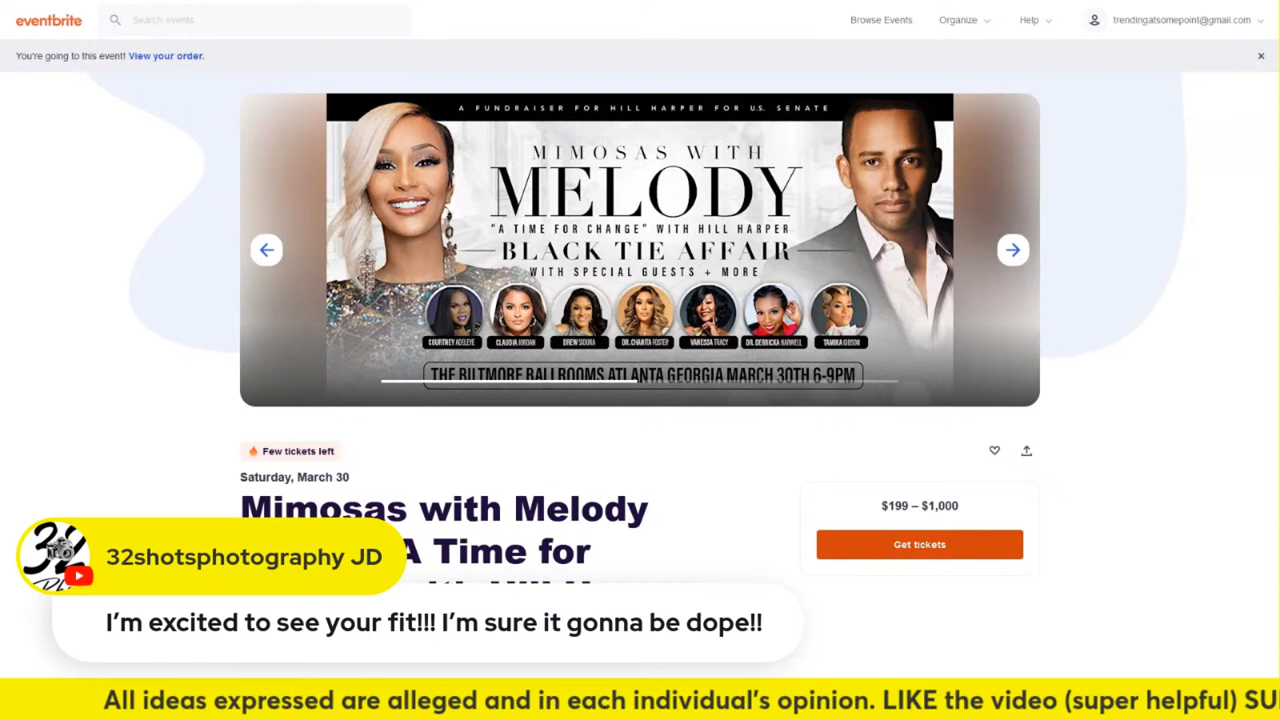 eventbrite
Search events
Browse Events
Organize
Help
trendingatsomepoint@gmail.com
You're going to this event! View your order.
A FUNDRAISER FOR HILL HARPER FOR U.S. SENATE
MIMOSAS WITH
MELODY
"A TIME FOR CHANGE" WITH HILL HARPER
BLACK TIE AFFAIR
WITH SPECIAL GUESTS + MORE
COURTNEY ADELEYE
CLAUDIA JORDAN
DREW SIDORA
DR. CHANITA FOSTER
VANESSA TRACY
DR. DERRICKA HARWELL
TAMIKA GIBSON
THE BILTMORE BALLROOMS ATLANTA GEORGIA MARCH 30TH 6-9PM
Few tickets left
Saturday, March 30
Mimosas with Melody
A Time for
$199 – $1,000
Get tickets
32shotsphotography JD
I'm excited to see your fit!!! I'm sure it gonna be dope!!
All ideas expressed are alleged and in each individual's opinion. LIKE the video (super helpful) SU